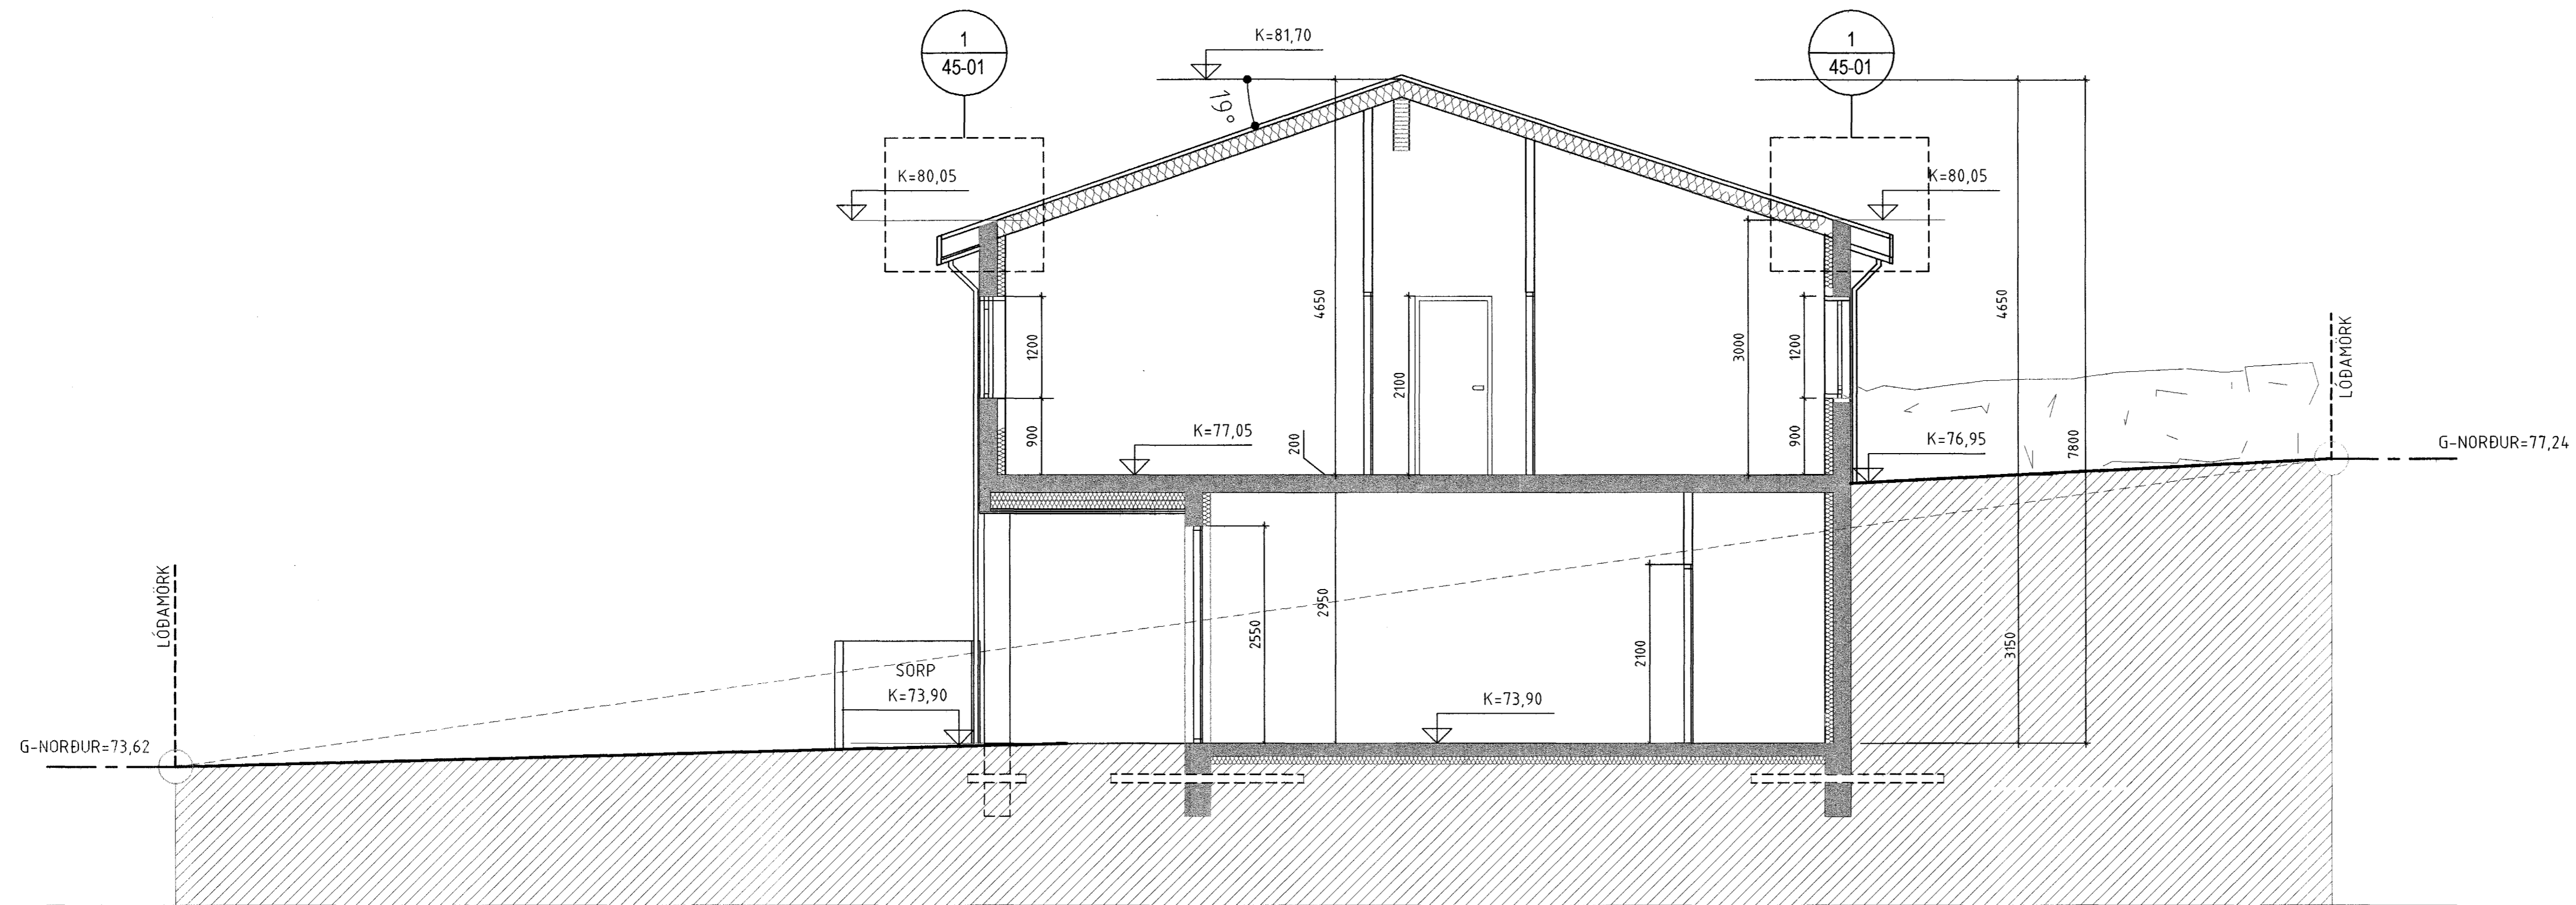 1
45-01
K=81,70
1
45-01
19°
K=80,05
K=80,05
4650
4650
1200
3000
1200
2100
LÓÐAMÖRK
900
K=77,05
200
900
K=76,95
7800
G-NORÐUR=77,24
LÓÐAMÖRK
2550
2950
2100
3150
SORP
K=73,90
K=73,90
G-NORÐUR=73,62